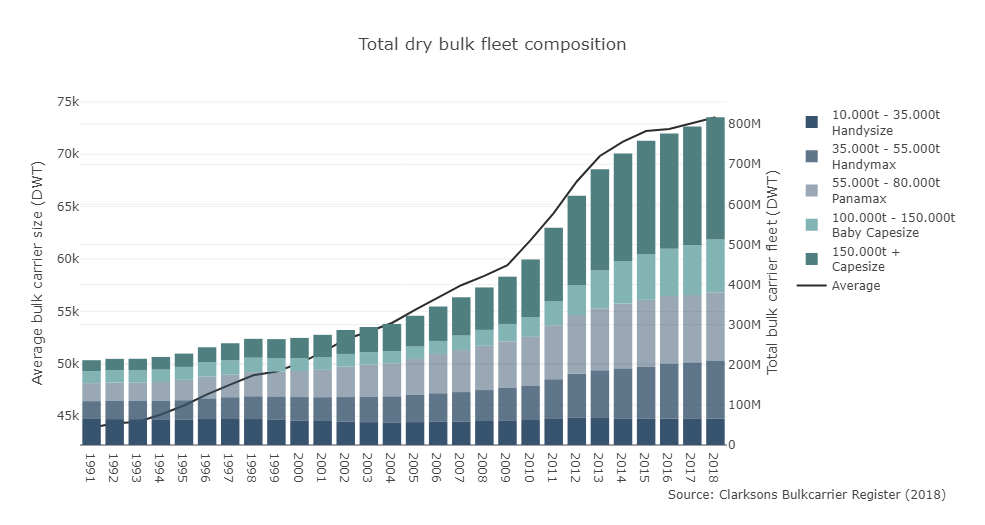 Total dry bulk fleet composition
Average bulk carrier size (DWT)
75k
70k
65k
60k
55k
50k
45k
800M
700M
600M
500M
400M
300M
200M
100M
0
Total bulk carrier fleet (DWT)
1991
1992
1993
1994
1995
1996
1997
1998
1999
2000
2001
2002
2003
2004
2005
2006
2007
2008
2009
2010
2011
2012
2013
2014
2015
2016
2017
2018
10.000t - 35.000t
Handysize
35.000t - 55.000t
Handymax
55.000t - 80.000t
Panamax
100.000t - 150.000t
Baby Capesize
150.000t +
Capesize
Average
Source: Clarksons Bulkcarrier Register (2018)